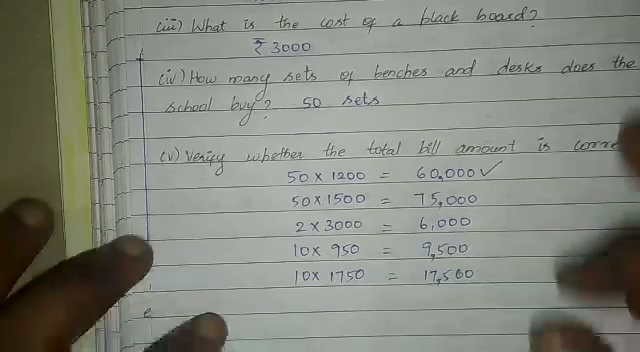 (iii) What is the cost of a black board?
₹ 3000
(iv) How many sets of benches and desks does the
school buy? 50 sets
(v) Verify whether the total bill amount is
50 x 1200 = 60,000 ✓
50 x 1500 = 75,000
2 x 3000 = 6,000
10 x 950 = 9,500
10 x 1750 = 17,500